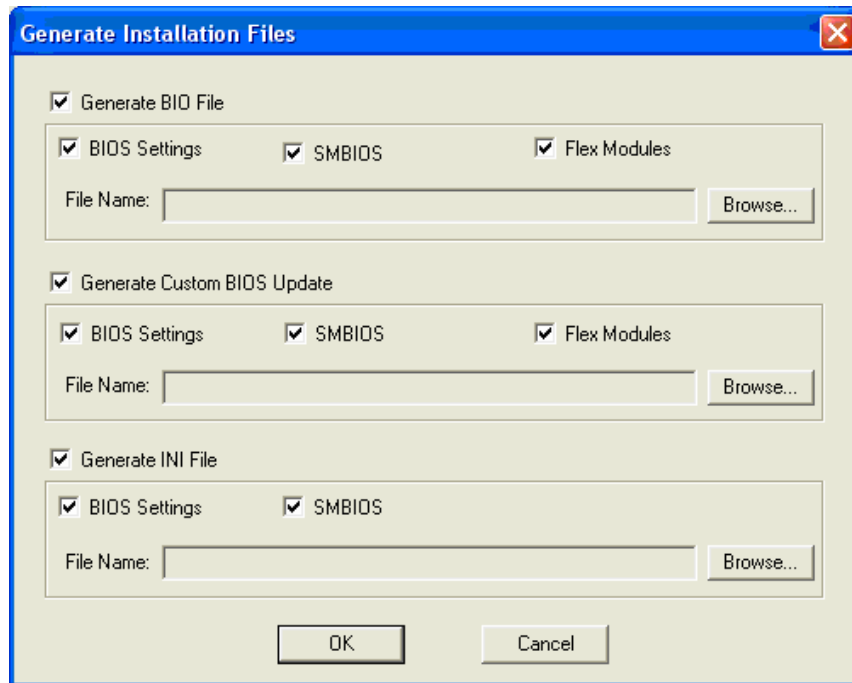 Generate Installation Files
Generate BIO File
BIOS Settings SMBIOS Flex Modules
File Name: Browse...
Generate Custom BIOS Update
BIOS Settings SMBIOS Flex Modules
File Name: Browse...
Generate INI File
BIOS Settings SMBIOS
File Name: Browse...
OK Cancel